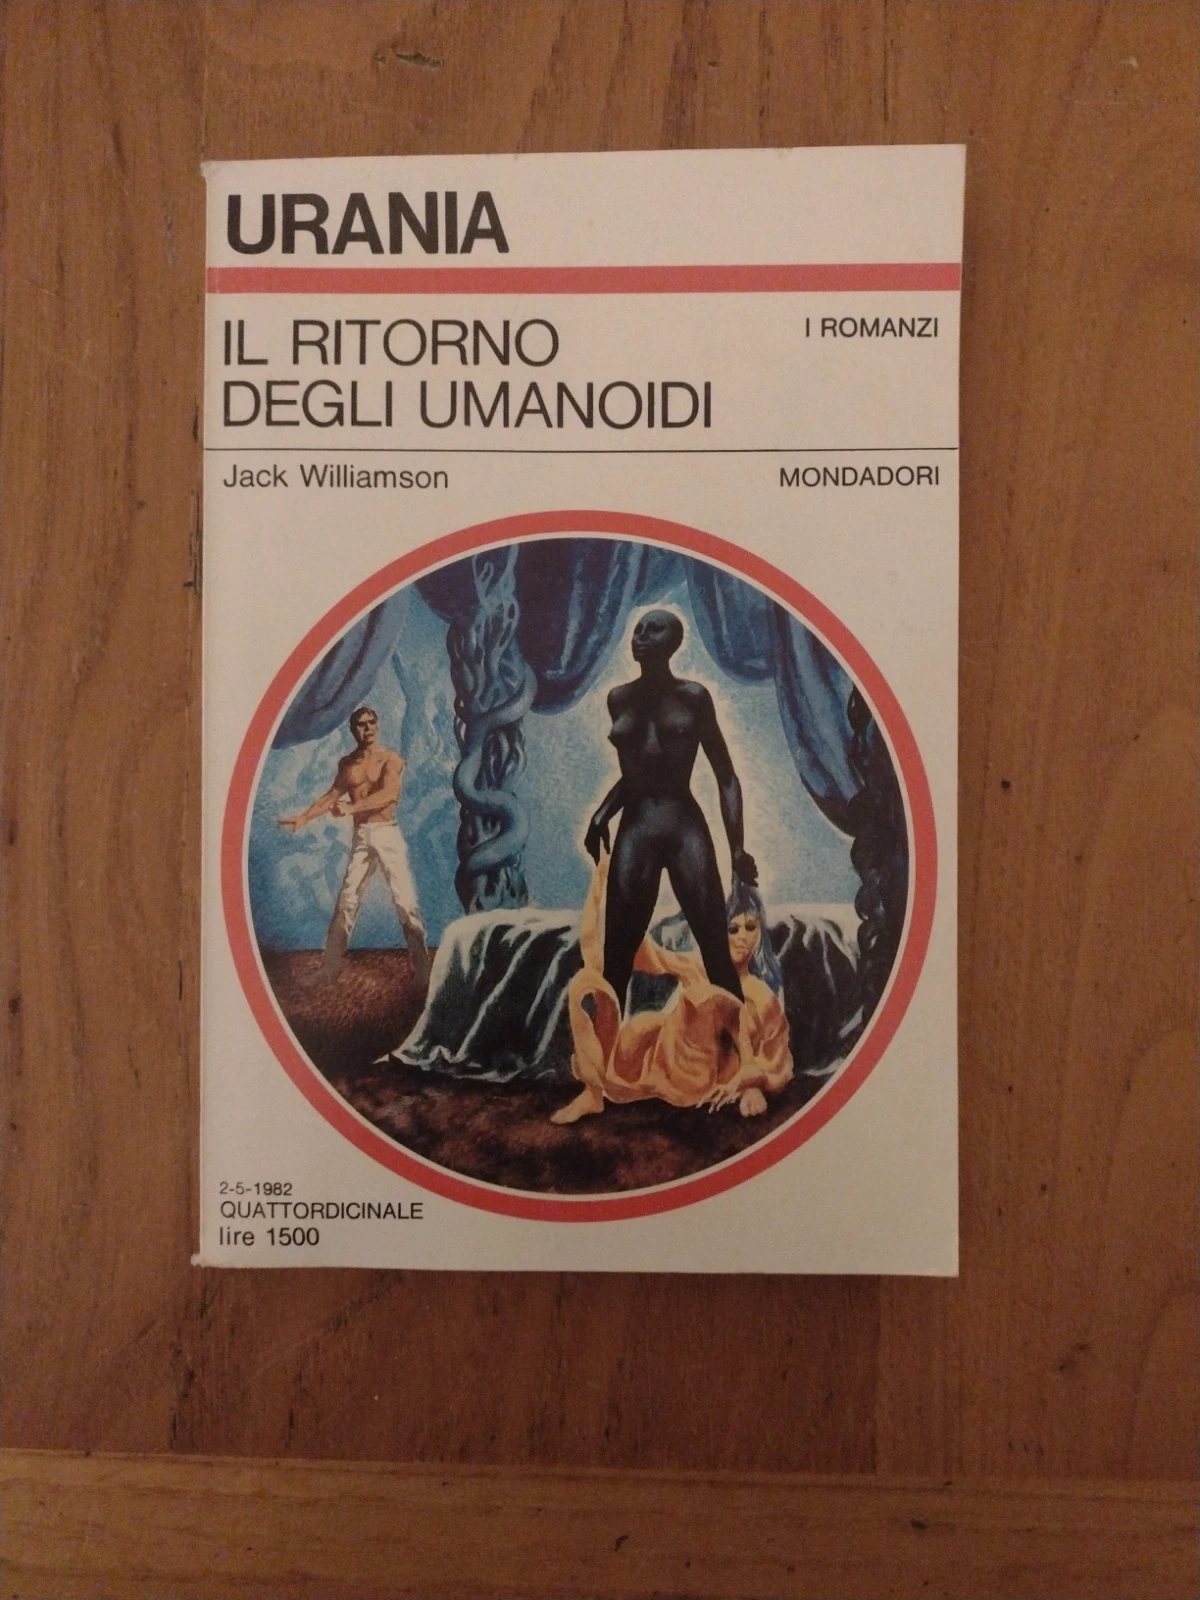 URANIA
IL RITORNO
DEGLI UMANOIDI
I ROMANZI
Jack Williamson
MONDADORI
2-5-1982
QUATTORDICINALE
lire 1500